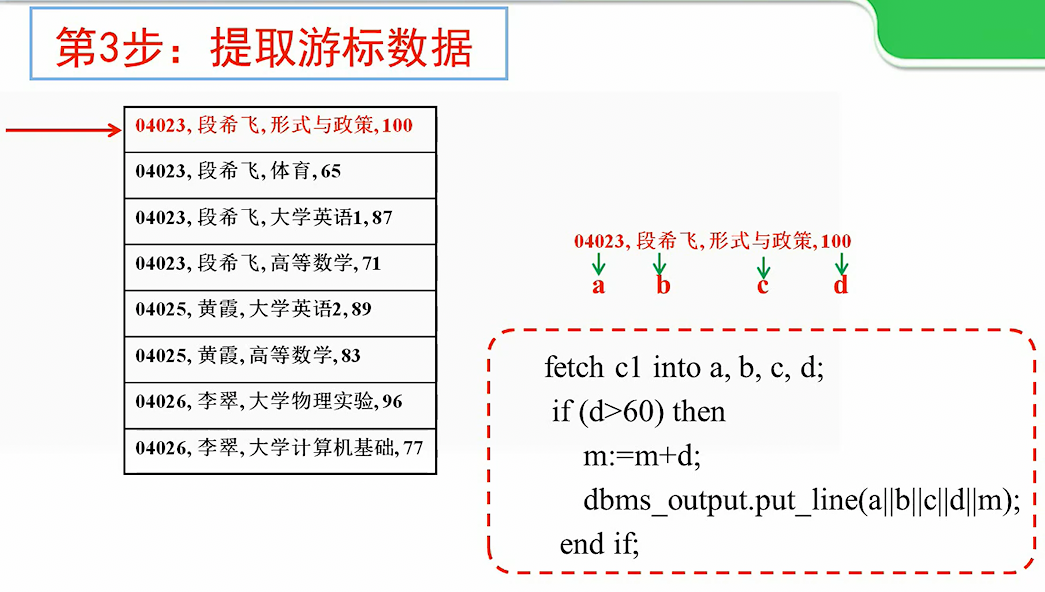 第3步：提取游标数据
04023, 段希飞, 形式与政策, 100
04023, 段希飞, 体育, 65
04023, 段希飞, 大学英语1, 87
04023, 段希飞, 高等数学, 71
04025, 黄霞, 大学英语2, 89
04025, 黄霞, 高等数学, 83
04026, 李翠, 大学物理实验, 96
04026, 李翠, 大学计算机基础, 77
04023, 段希飞, 形式与政策, 100
a b c d
fetch c1 into a, b, c, d;
if (d>60) then
m:=m+d;
dbms_output.put_line(a||b||c||d||m);
end if;